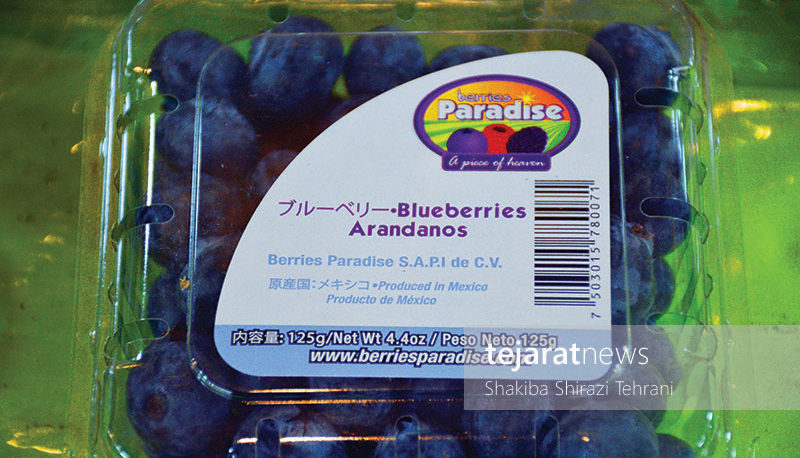 berries
Paradise
A piece of heaven
ブルーベリー・Blueberries
Arandanos
Berries Paradise S.A.P.I de C.V.
原産国:メキシコ・Produced in Mexico
Producto de México
7 503015 780071
内容量: 125g/Net Wt 4.4oz / Peso Neto 125g
www.berriesparadise.com
tejaratnews
Shakiba Shirazi Tehrani